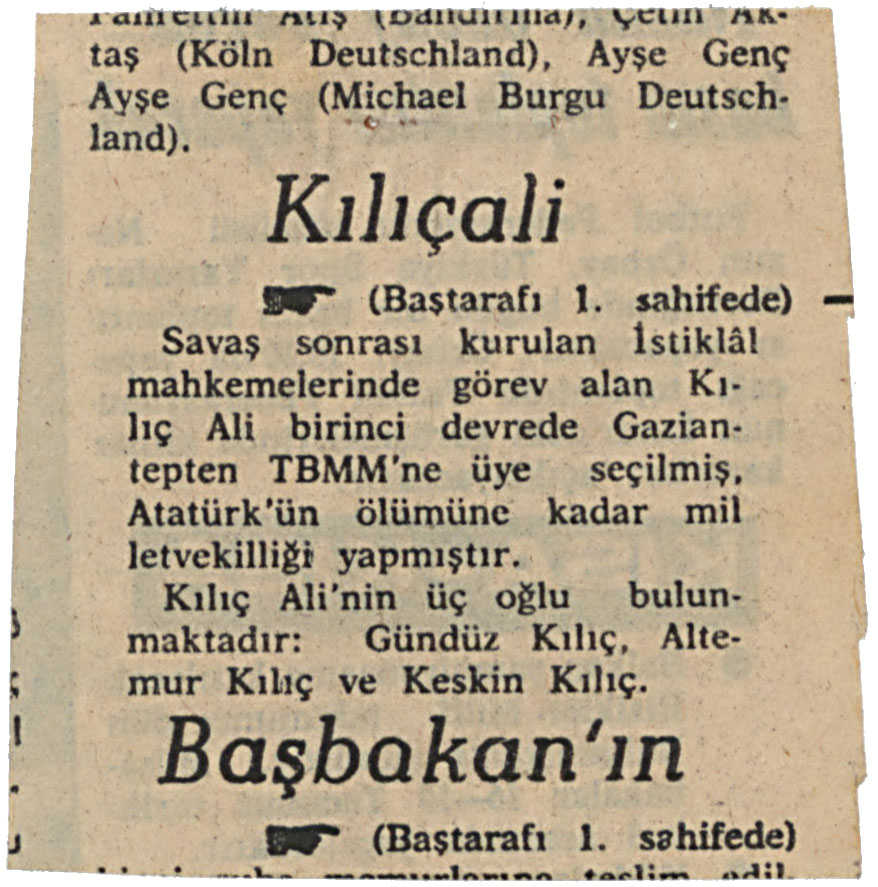 taş (Köln Deutschland), Ayşe Genç
Ayşe Genç (Michael Burgu Deutsch-
land).
Kılıçali
(Baştarafı 1. sahifede)
Savaş sonrası kurulan İstiklâl
mahkemelerinde görev alan Kı-
lıç Ali birinci devrede Gazian-
tepten TBMM'ne üye seçilmiş,
Atatürk'ün ölümüne kadar mil
letvekilliği yapmıştır.
Kılıç Ali'nin üç oğlu bulun-
maktadır: Gündüz Kılıç, Alte-
mur Kılıç ve Keskin Kılıç.
Başbakan'ın
(Baştarafı 1. sahifede)